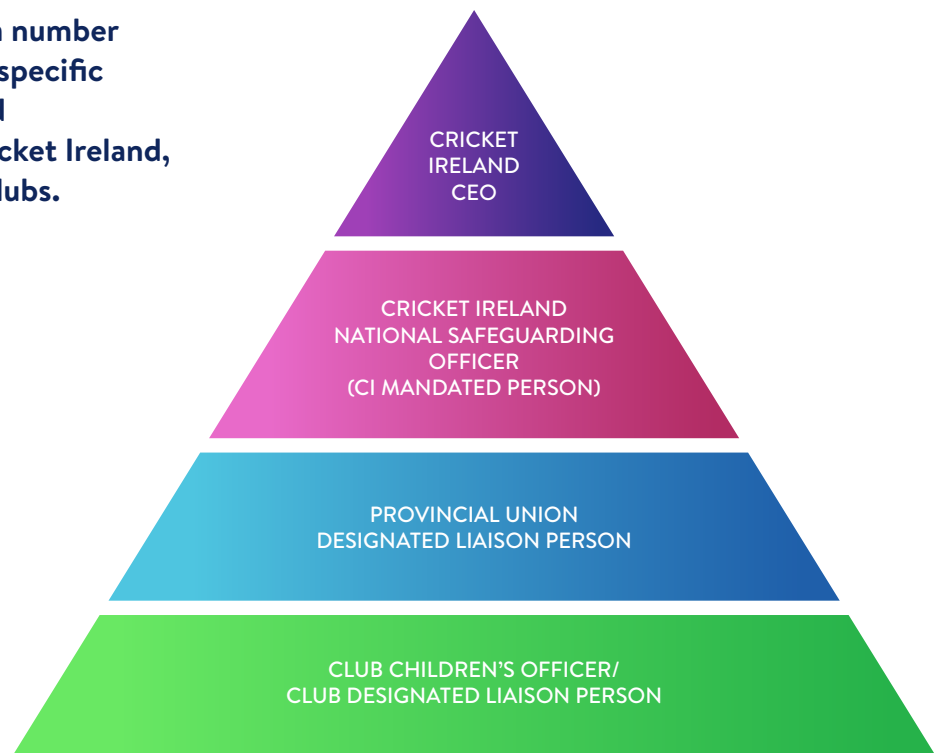 number
specific
cket Ireland,
lubs.
CRICKET
IRELAND
CEO
CRICKET IRELAND
NATIONAL SAFEGUARDING
OFFICER
(CI MANDATED PERSON)
PROVINCIAL UNION
DESIGNATED LIAISON PERSON
CLUB CHILDREN’S OFFICER/
CLUB DESIGNATED LIAISON PERSON